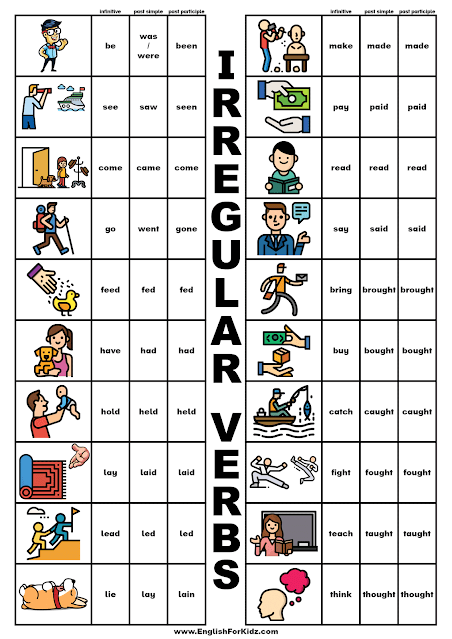 infinitive past simple past participle
be was / were been
see saw seen
come came come
go went gone
feed fed fed
have had had
hold held held
lay laid laid
lead led led
lie lay lain
IRREGULAR VERBS
infinitive past simple past participle
make made made
pay paid paid
read read read
say said said
bring brought brought
buy bought bought
catch caught caught
fight fought fought
teach taught taught
think thought thought
www.EnglishForKidz.com